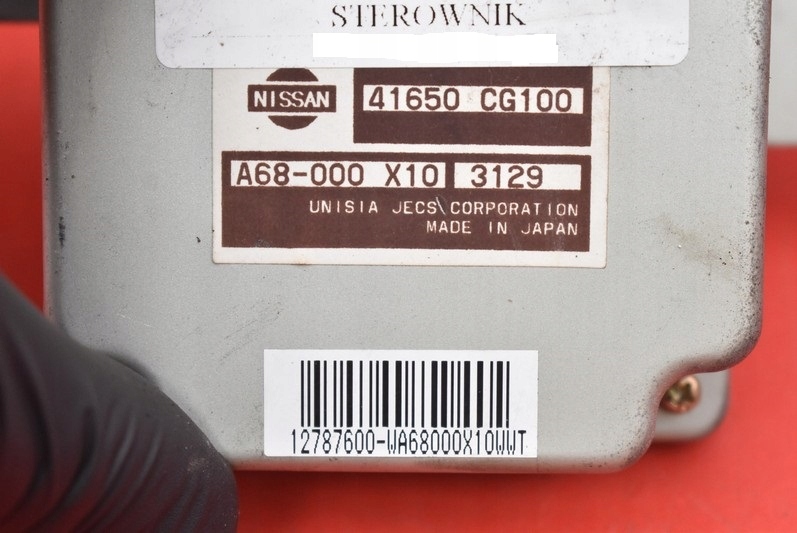 STEROWNIK
NISSAN
41650 CG100
A68-000 X10 3129
UNISIA JECS CORPORATION
MADE IN JAPAN
12787600-WA68000X10WWT